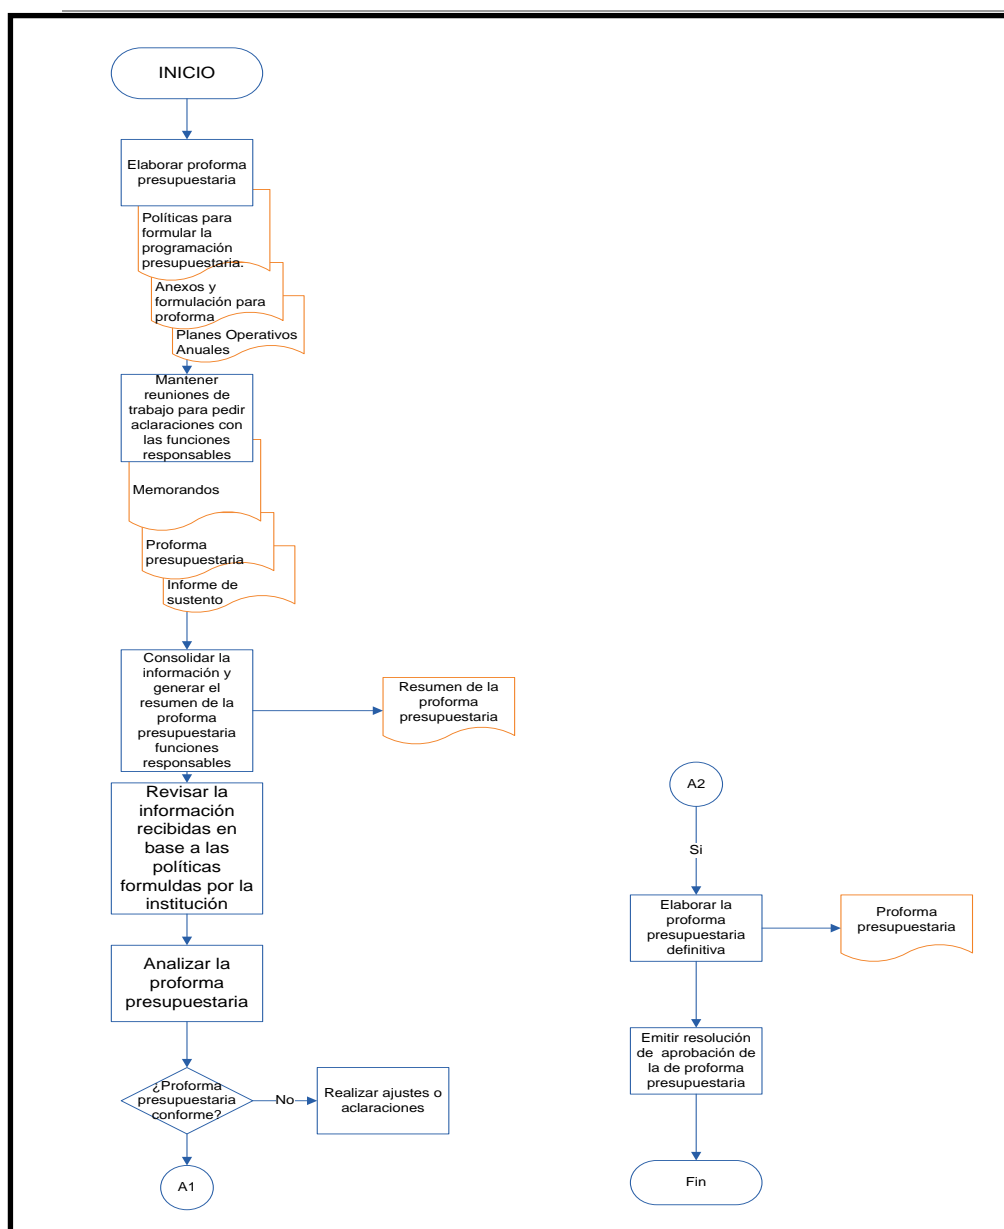 INICIO
Elaborar proforma
presupuestaria
Políticas para
formular la
programación
presupuestaria.
Anexos y
formulación para
proforma
Planes Operativos
Anuales
Mantener
reuniones de
trabajo para pedir
aclaraciones con
las funciones
responsables
Memorandos
Proforma
presupuestaria
Informe de
sustento
Consolidar la
información y
generar el
resumen de la
proforma
presupuestaria
funciones
responsables
Resumen de la
proforma
presupuestaria
Revisar la
información
recibidas en
base a las
políticas
formuldas por la
institución
Analizar la
proforma
presupuestaria
¿Proforma
presupuestaria
conforme?
No
Realizar ajustes o
aclaraciones
A1
A2
Si
Elaborar la
proforma
presupuestaria
definitiva
Proforma
presupuestaria
Emitir resolución
de aprobación de
la de proforma
presupuestaria
Fin